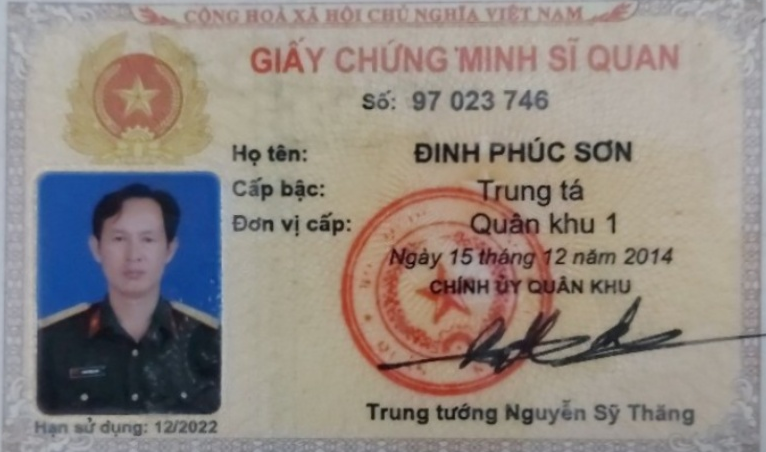 CỘNG HOÀ XÃ HỘI CHỦ NGHĨA VIỆT NAM
GIẤY CHỨNG MINH SĨ QUAN
Số: 97 023 746
Họ tên: ĐINH PHÚC SƠN
Cấp bậc: Trung tá
Đơn vị cấp: Quân khu 1
Ngày 15 tháng 12 năm 2014
CHÍNH ỦY QUÂN KHU
Trung tướng Nguyễn Sỹ Thăng
Hạn sử dụng: 12/2022